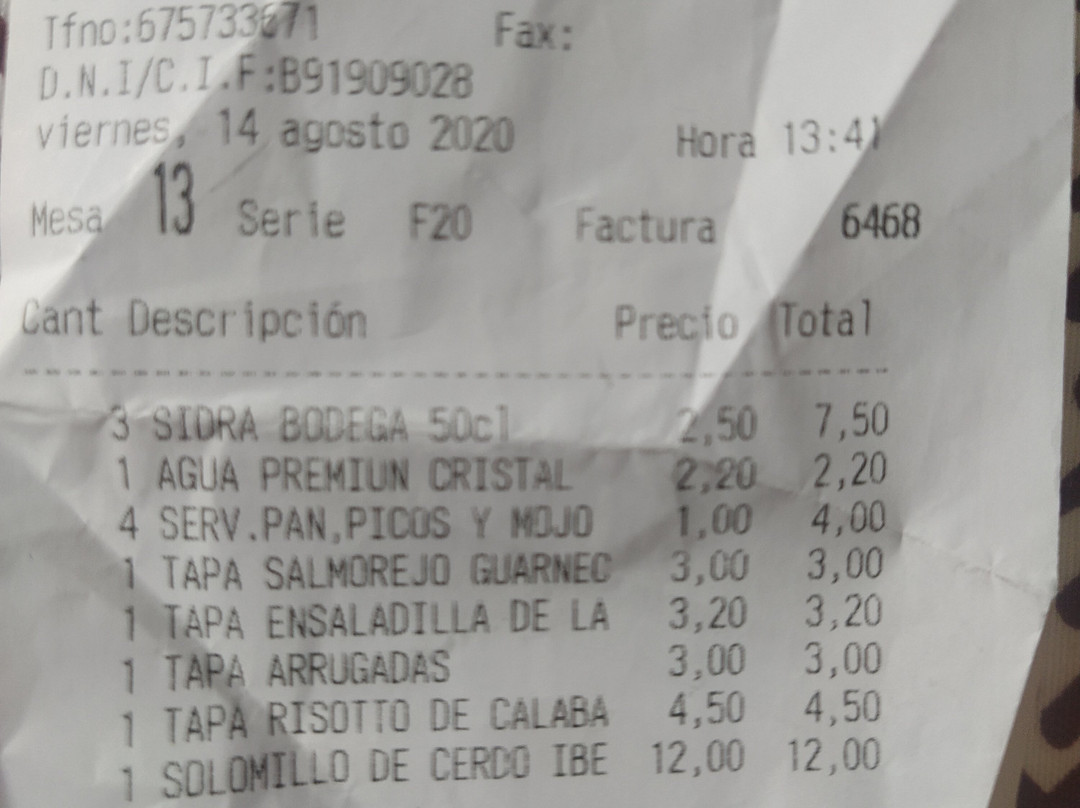 Tfno:675733671 Fax:
D.N.I/C.I.F:B91909028
viernes, 14 agosto 2020 Hora 13:41
Mesa 13 Serie F20 Factura 6468
Cant Descripción Precio Total
3 SIDRA BODEGA 50cl 2,50 7,50
1 AGUA PREMIUN CRISTAL 2,20 2,20
4 SERV.PAN,PICOS Y MOJO 1,00 4,00
1 TAPA SALMOREJO GUARNEC 3,00 3,00
1 TAPA ENSALADILLA DE LA 3,20 3,20
1 TAPA ARRUGADAS 3,00 3,00
1 TAPA RISOTTO DE CALABA 4,50 4,50
1 SOLOMILLO DE CERDO IBE 12,00 12,00